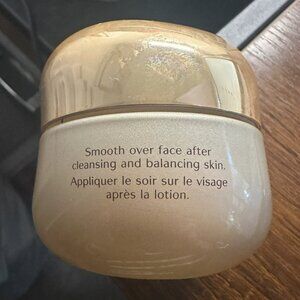 Smooth over face after
cleansing and balancing skin.
Appliquer le soir sur le visage
après la lotion.